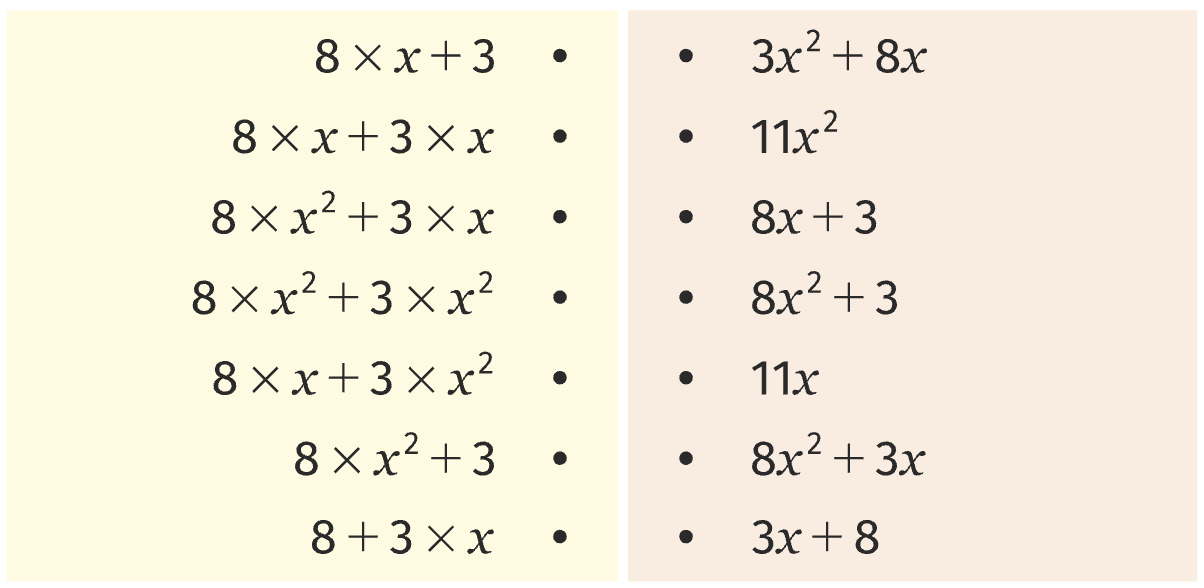 8 × x + 3 • • 3x² + 8x
8 × x + 3 × x • • 11x²
8 × x² + 3 × x • • 8x + 3
8 × x² + 3 × x² • • 8x² + 3
8 × x + 3 × x² • • 11x
8 × x² + 3 • • 8x² + 3x
8 + 3 × x • • 3x + 8